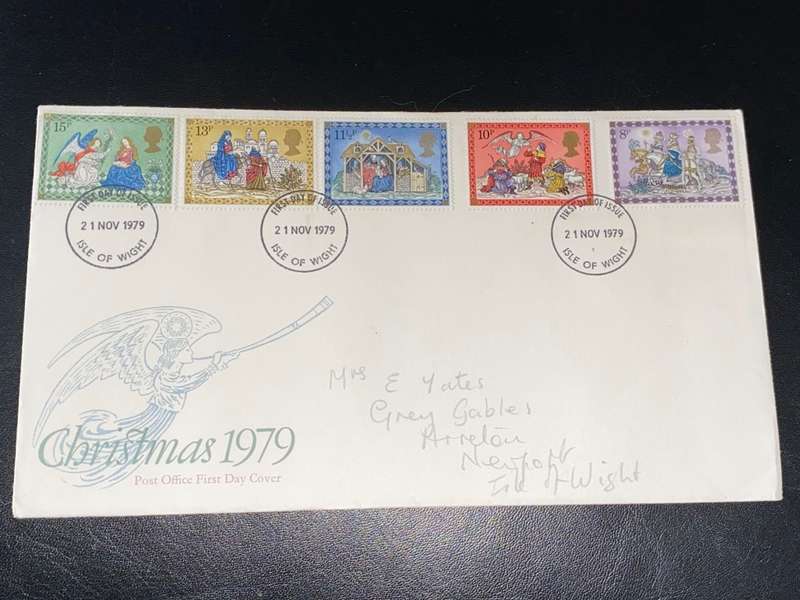 15P
13P
11½P
10P
8P
FIRST DAY OF ISSUE
21 NOV 1979
ISLE OF WIGHT
FIRST DAY OF ISSUE
21 NOV 1979
ISLE OF WIGHT
FIRST DAY OF ISSUE
21 NOV 1979
ISLE OF WIGHT
Mrs E Yates
Grey Gables
Arreton
Newport
Isle of Wight
Christmas 1979
Post Office First Day Cover